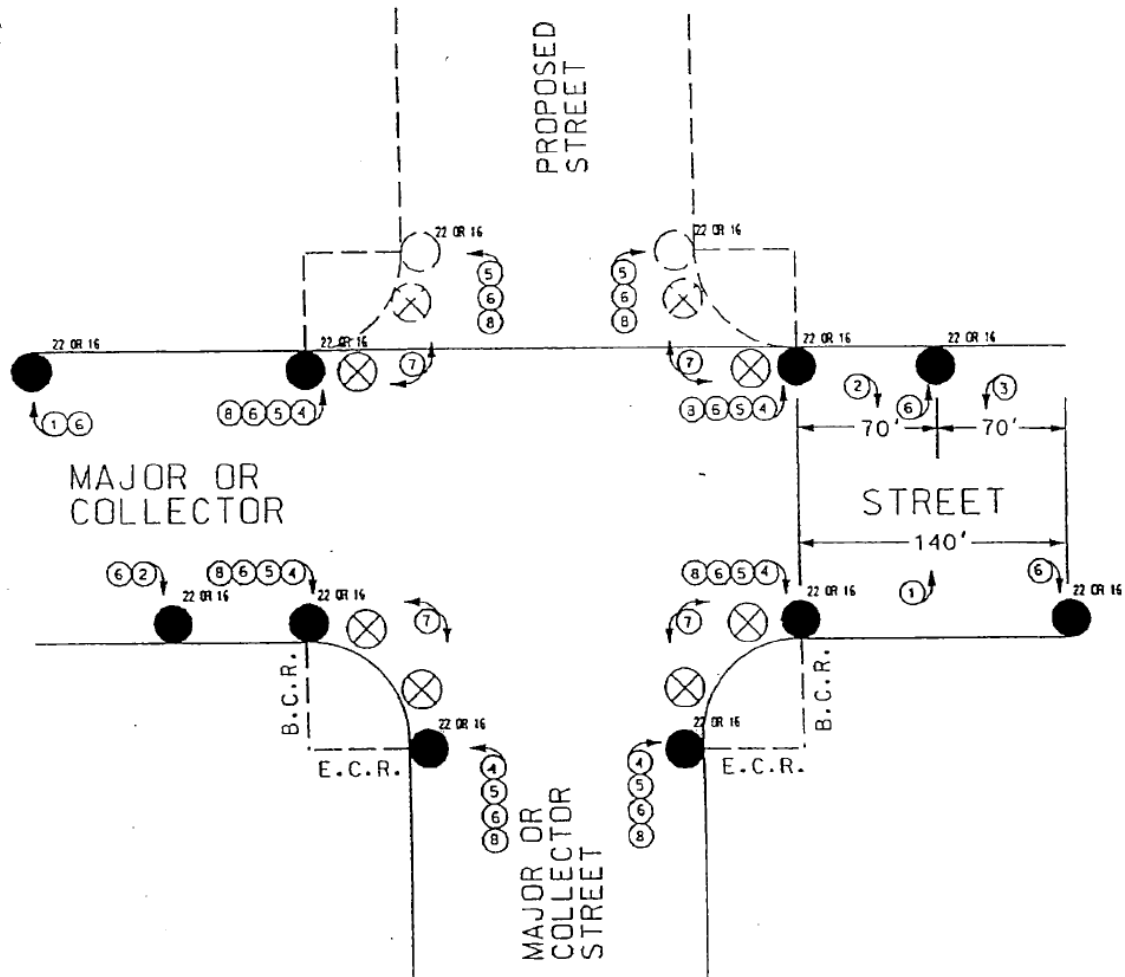 PROPOSED
STREET
22 OR 16
22 OR 16
5
6
8
5
6
8
22 OR 16
22 OR 16
22 OR 16
22 OR 16
7
7
1 6
8 6 5 4
8 6 5 4
2
6
3
70'
70'
MAJOR OR
COLLECTOR
STREET
140'
6 2
8 6 5 4
8 6 5 4
6
1
22 OR 16
22 OR 16
22 OR 16
22 OR 16
7
7
B.C.R.
B.C.R.
22 OR 16
22 OR 16
E.C.R.
E.C.R.
4
5
6
8
4
5
6
8
MAJOR OR
COLLECTOR
STREET